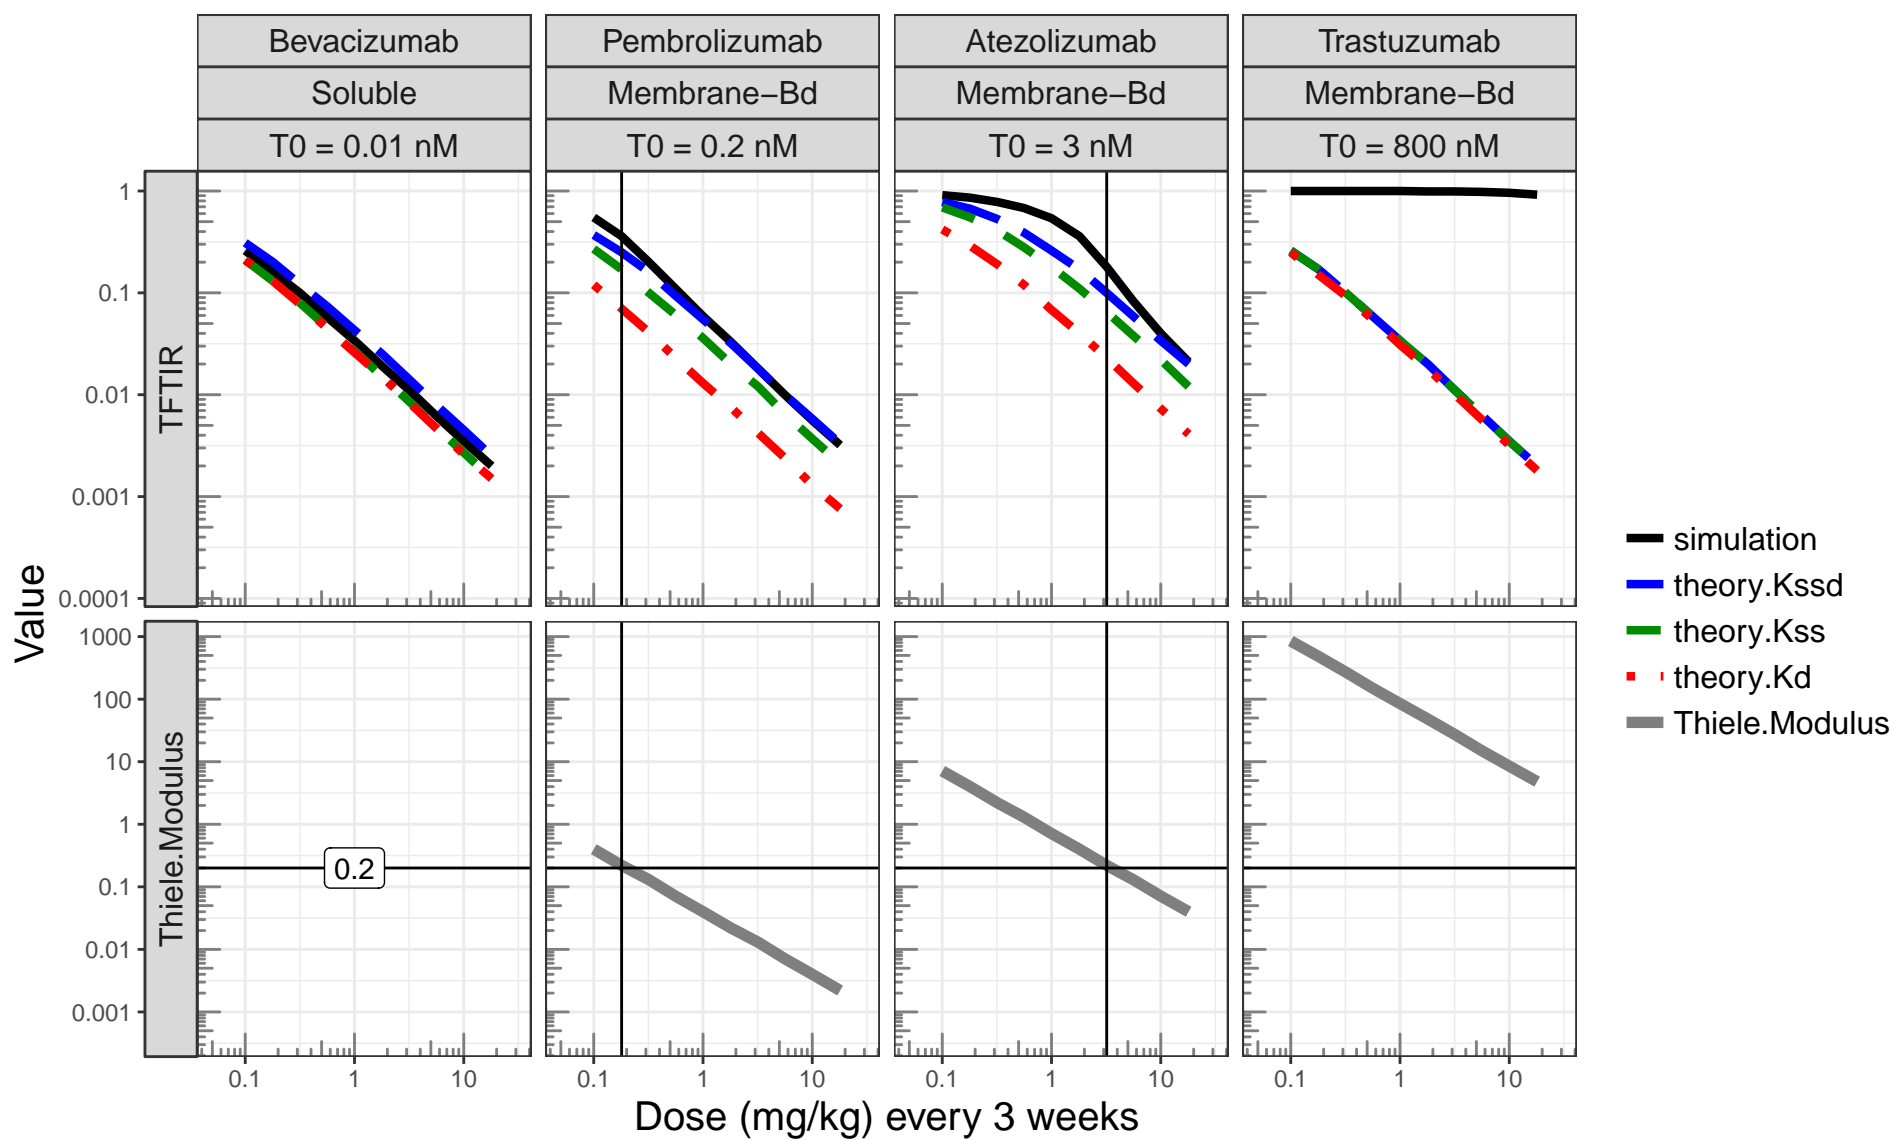 Bevacizumab
Pembrolizumab
Atezolizumab
Trastuzumab
Soluble
Membrane−Bd
Membrane−Bd
Membrane−Bd
T0 = 0.01 nM
T0 = 0.2 nM
T0 = 3 nM
T0 = 800 nM
Value
TFTIR
1
0.1
0.01
0.001
0.0001
Thiele.Modulus
1000
100
10
1
0.1
0.01
0.001
0.2
0.1
1
10
0.1
1
10
0.1
1
10
0.1
1
10
Dose (mg/kg) every 3 weeks
simulation
theory.Kssd
theory.Kss
theory.Kd
Thiele.Modulus